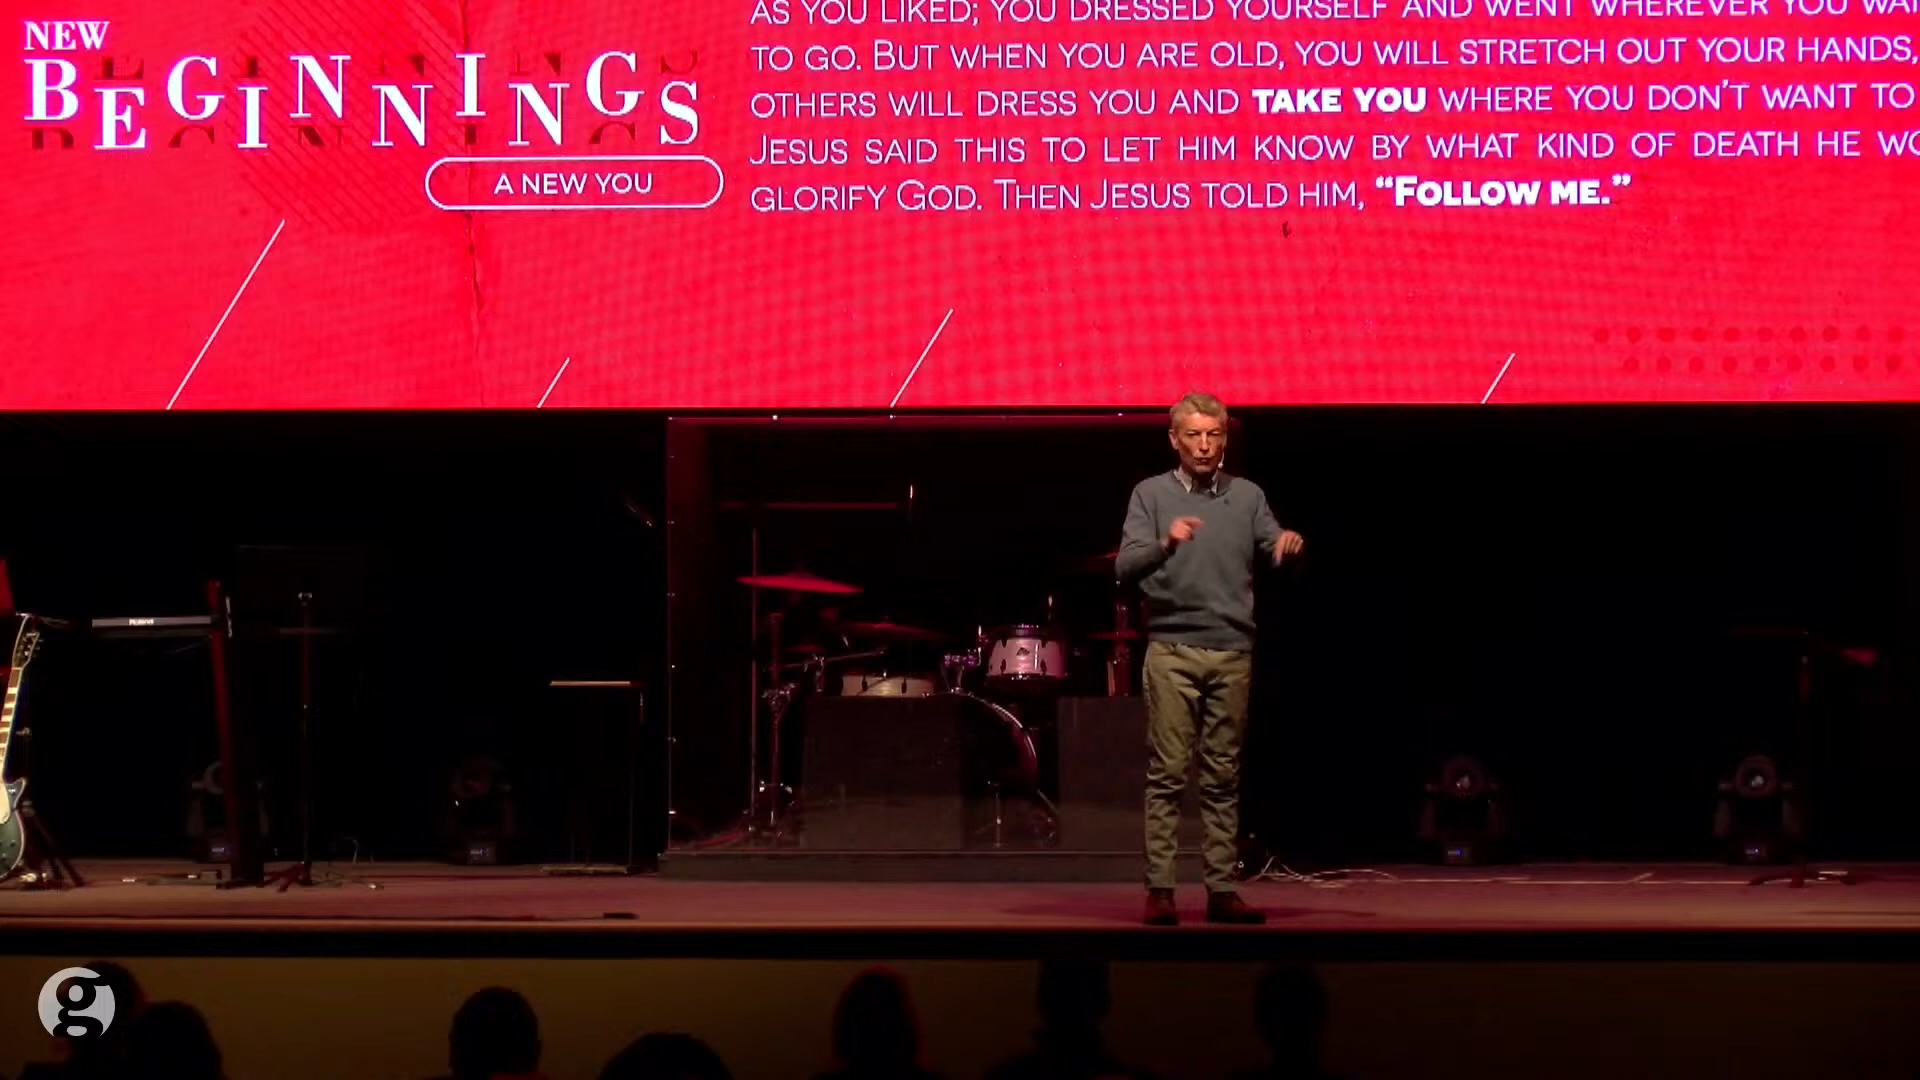 NEW
BEGINNINGS
A NEW YOU
AS YOU LIKED; YOU DRESSED YOURSELF AND WENT WHEREVER YOU
TO GO. BUT WHEN YOU ARE OLD, YOU WILL STRETCH OUT YOUR HANDS,
OTHERS WILL DRESS YOU AND TAKE YOU WHERE YOU DON'T WANT TO
JESUS SAID THIS TO LET HIM KNOW BY WHAT KIND OF DEATH HE
GLORIFY GOD. THEN JESUS TOLD HIM, “FOLLOW ME.”
Roland
g